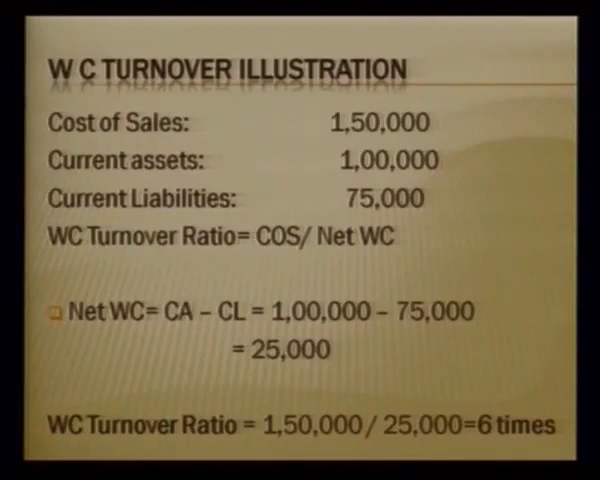 W C TURNOVER ILLUSTRATION
Cost of Sales: 1,50,000
Current assets: 1,00,000
Current Liabilities: 75,000
WC Turnover Ratio= COS/ Net WC
Net WC= CA – CL = 1,00,000 – 75,000
= 25,000
WC Turnover Ratio = 1,50,000 / 25,000=6 times